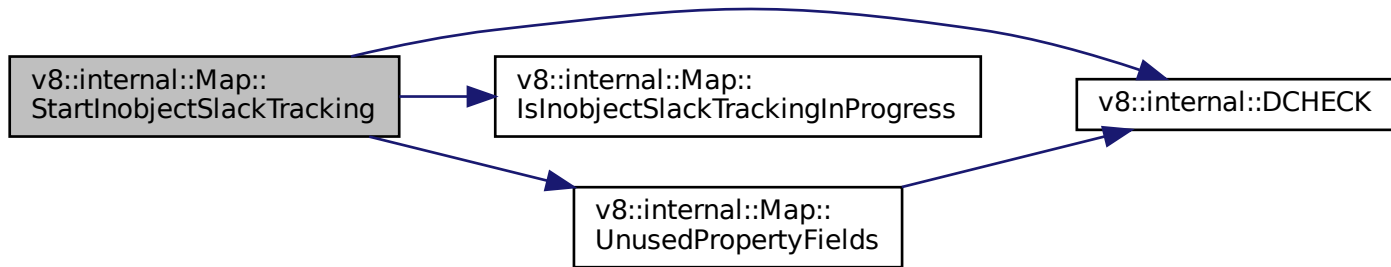 v8::internal::Map::
StartInobjectSlackTracking
v8::internal::Map::
IsInobjectSlackTrackingInProgress
v8::internal::DCHECK
v8::internal::Map::
UnusedPropertyFields